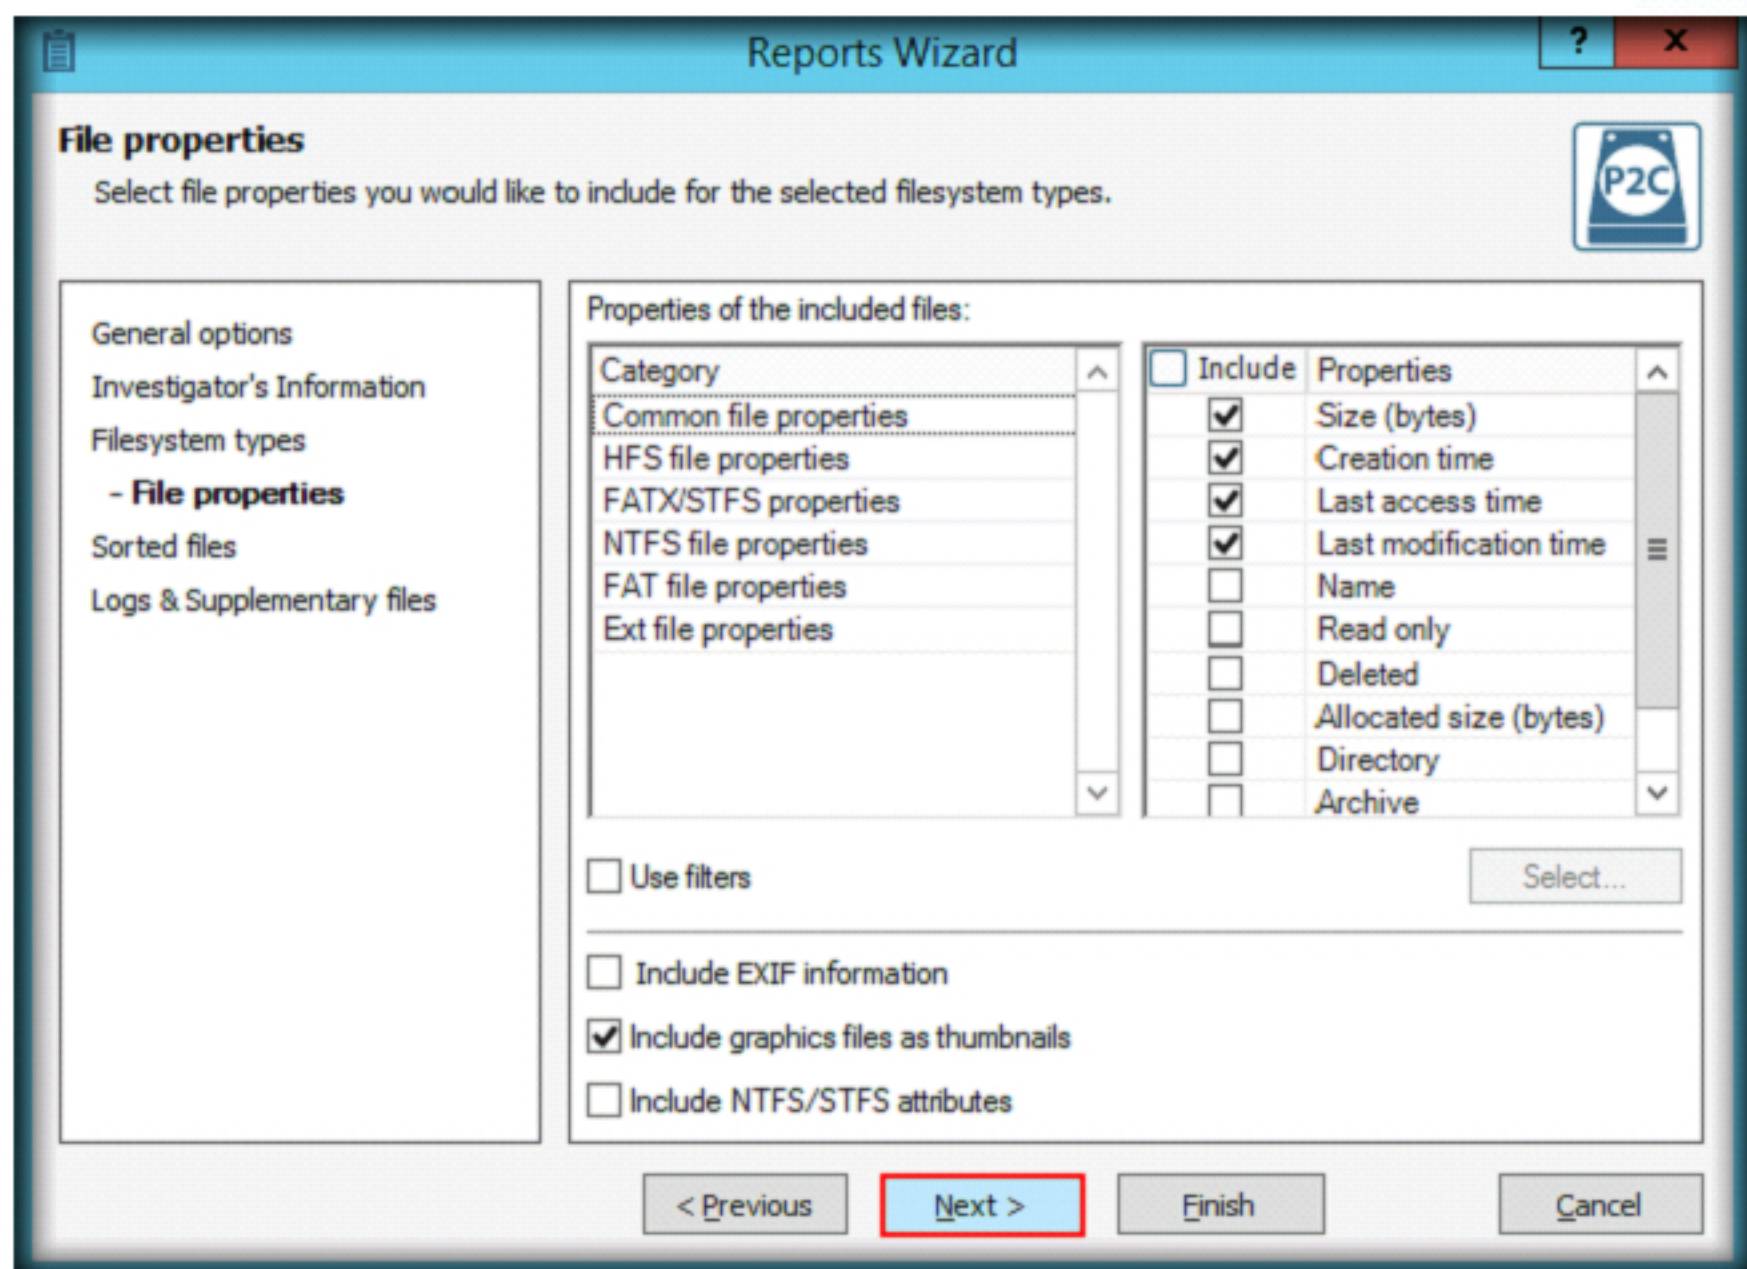 Reports Wizard
?
x
File properties
Select file properties you would like to include for the selected filesystem types.
P2C
General options
Investigator's Information
Filesystem types
- File properties
Sorted files
Logs & Supplementary files
Properties of the included files:
Category
Common file properties
HFS file properties
FATX/STFS properties
NTFS file properties
FAT file properties
Ext file properties
Include Properties
Size (bytes)
Creation time
Last access time
Last modification time
Name
Read only
Deleted
Allocated size (bytes)
Directory
Archive
Use filters
Select...
Include EXIF information
Include graphics files as thumbnails
Include NTFS/STFS attributes
< Previous
Next >
Finish
Cancel